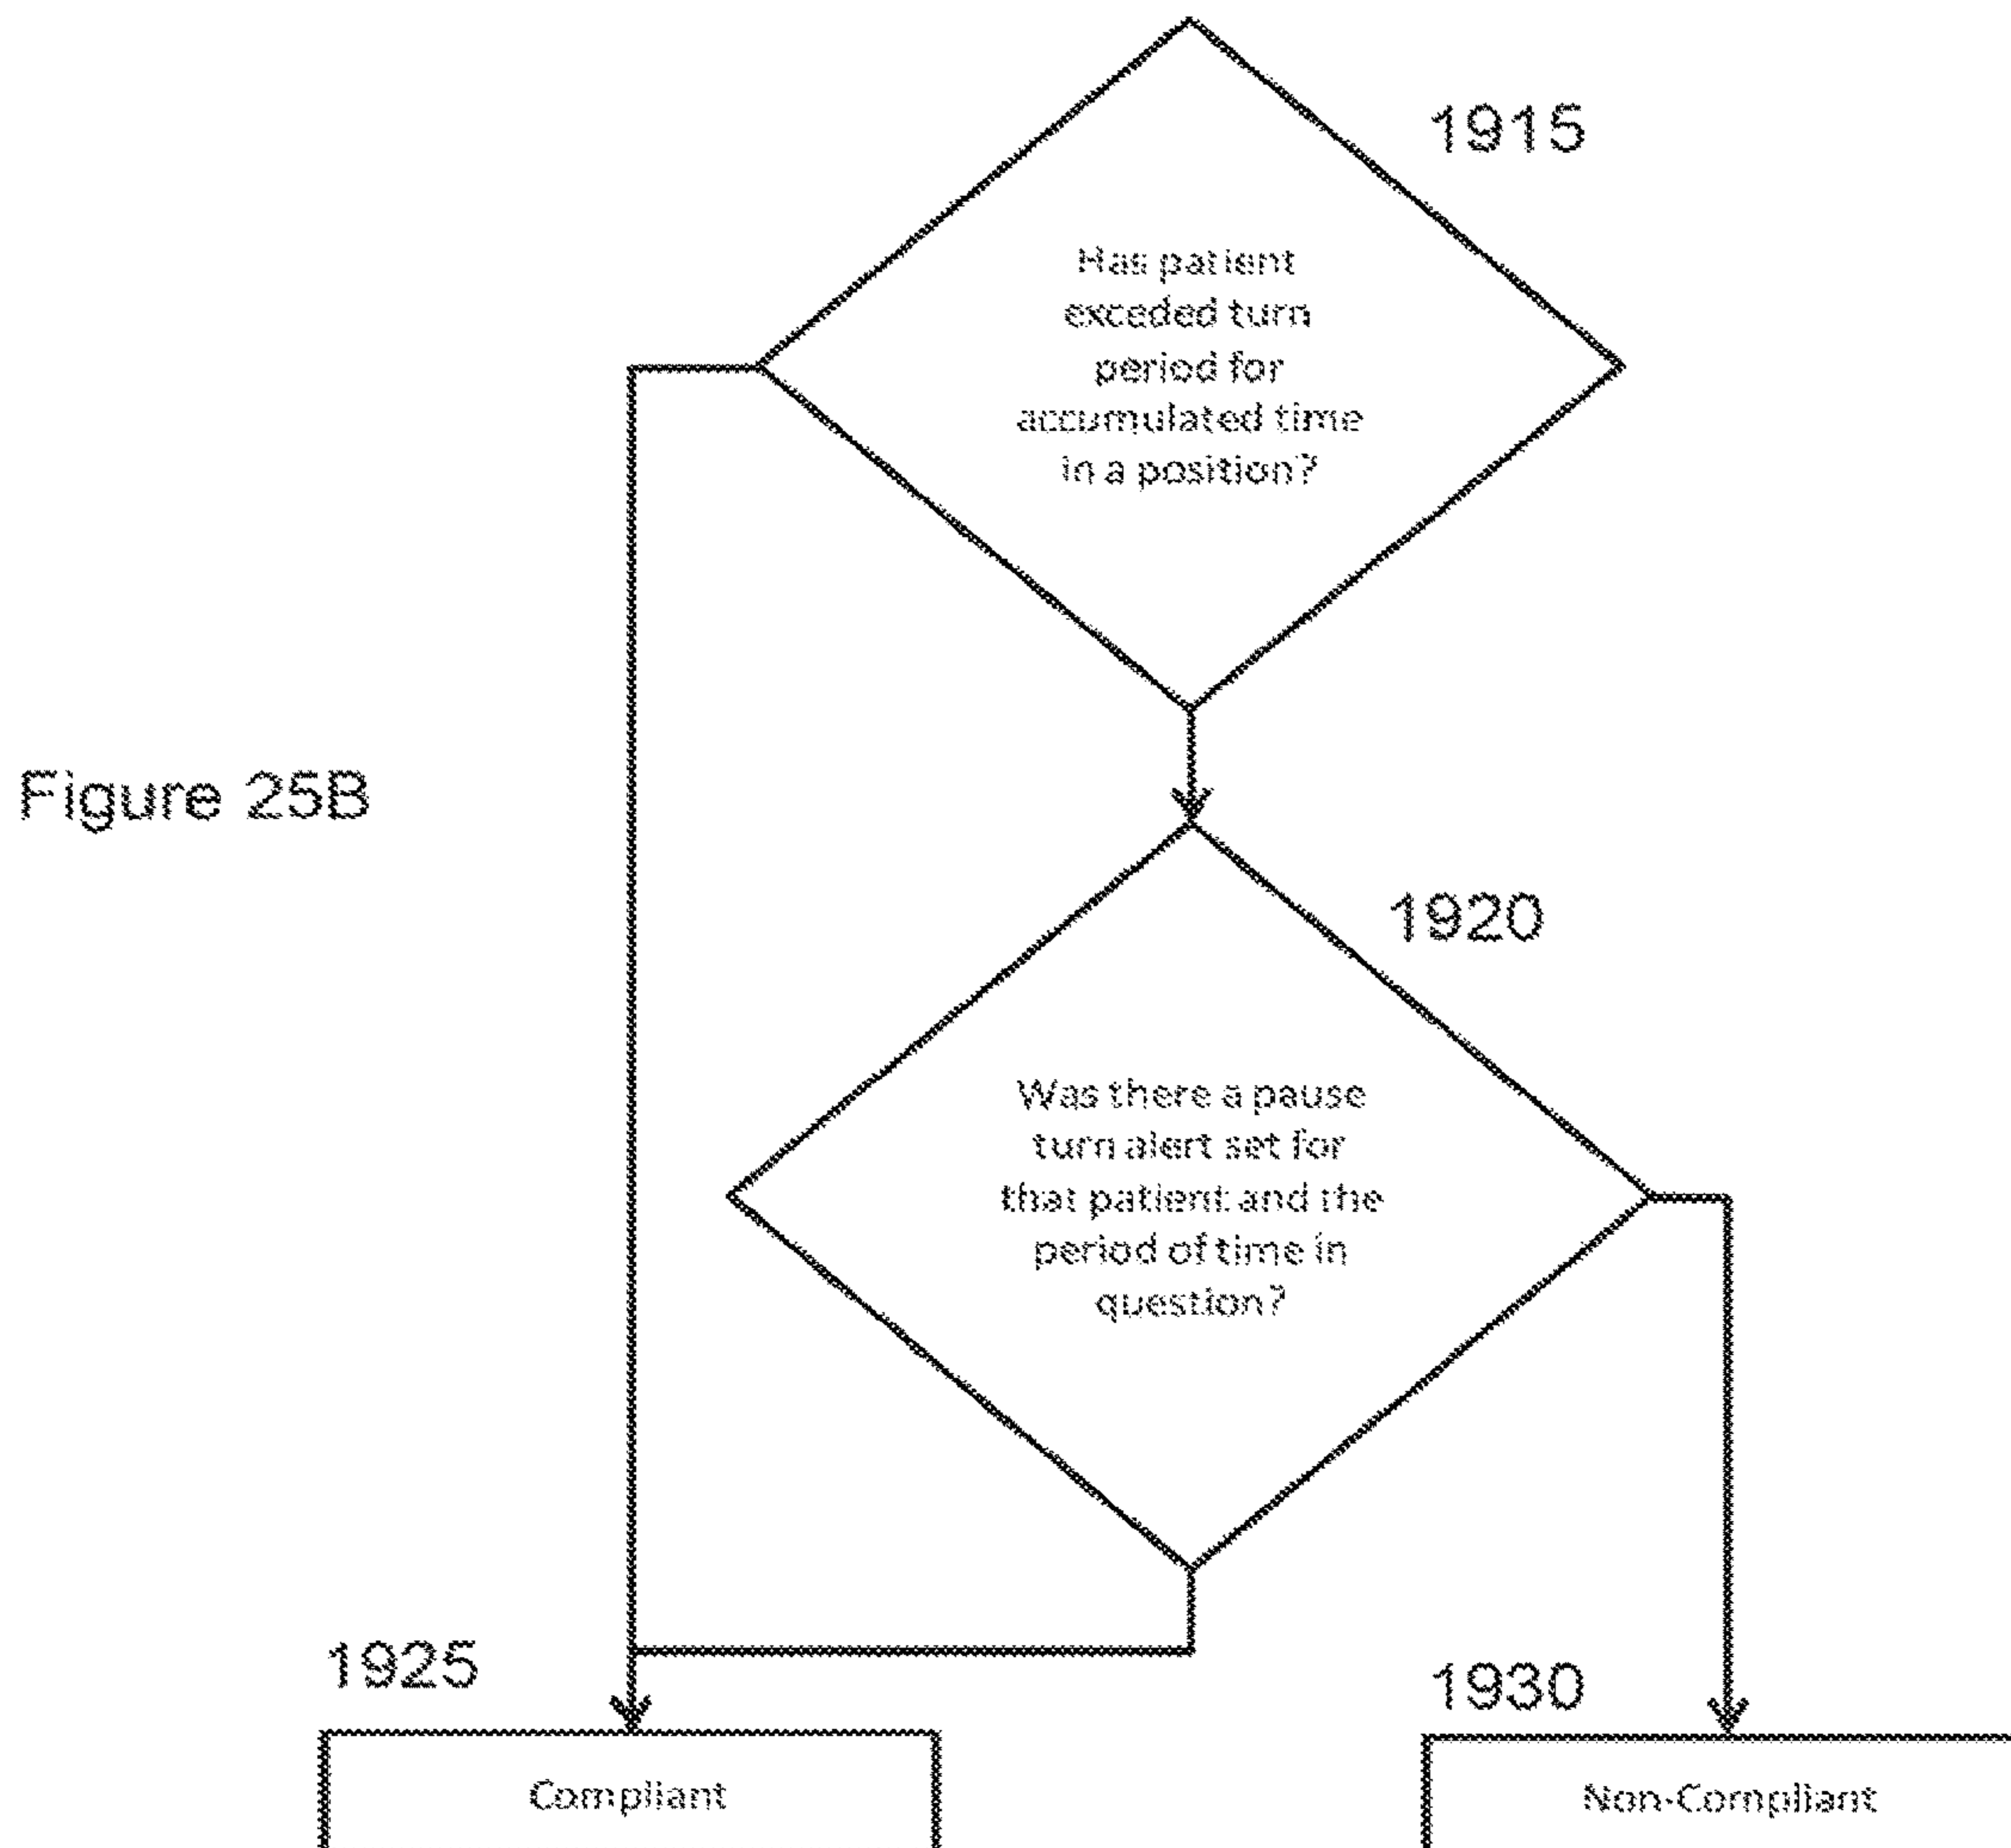 1915
Has patient
exceded turn
period for
accumulated time
in a position?
Figure 25B
1920
Was there a pause
turn alert set for
that patient and the
period of time in
question?
1925
1930
Compliant
Non-Compliant